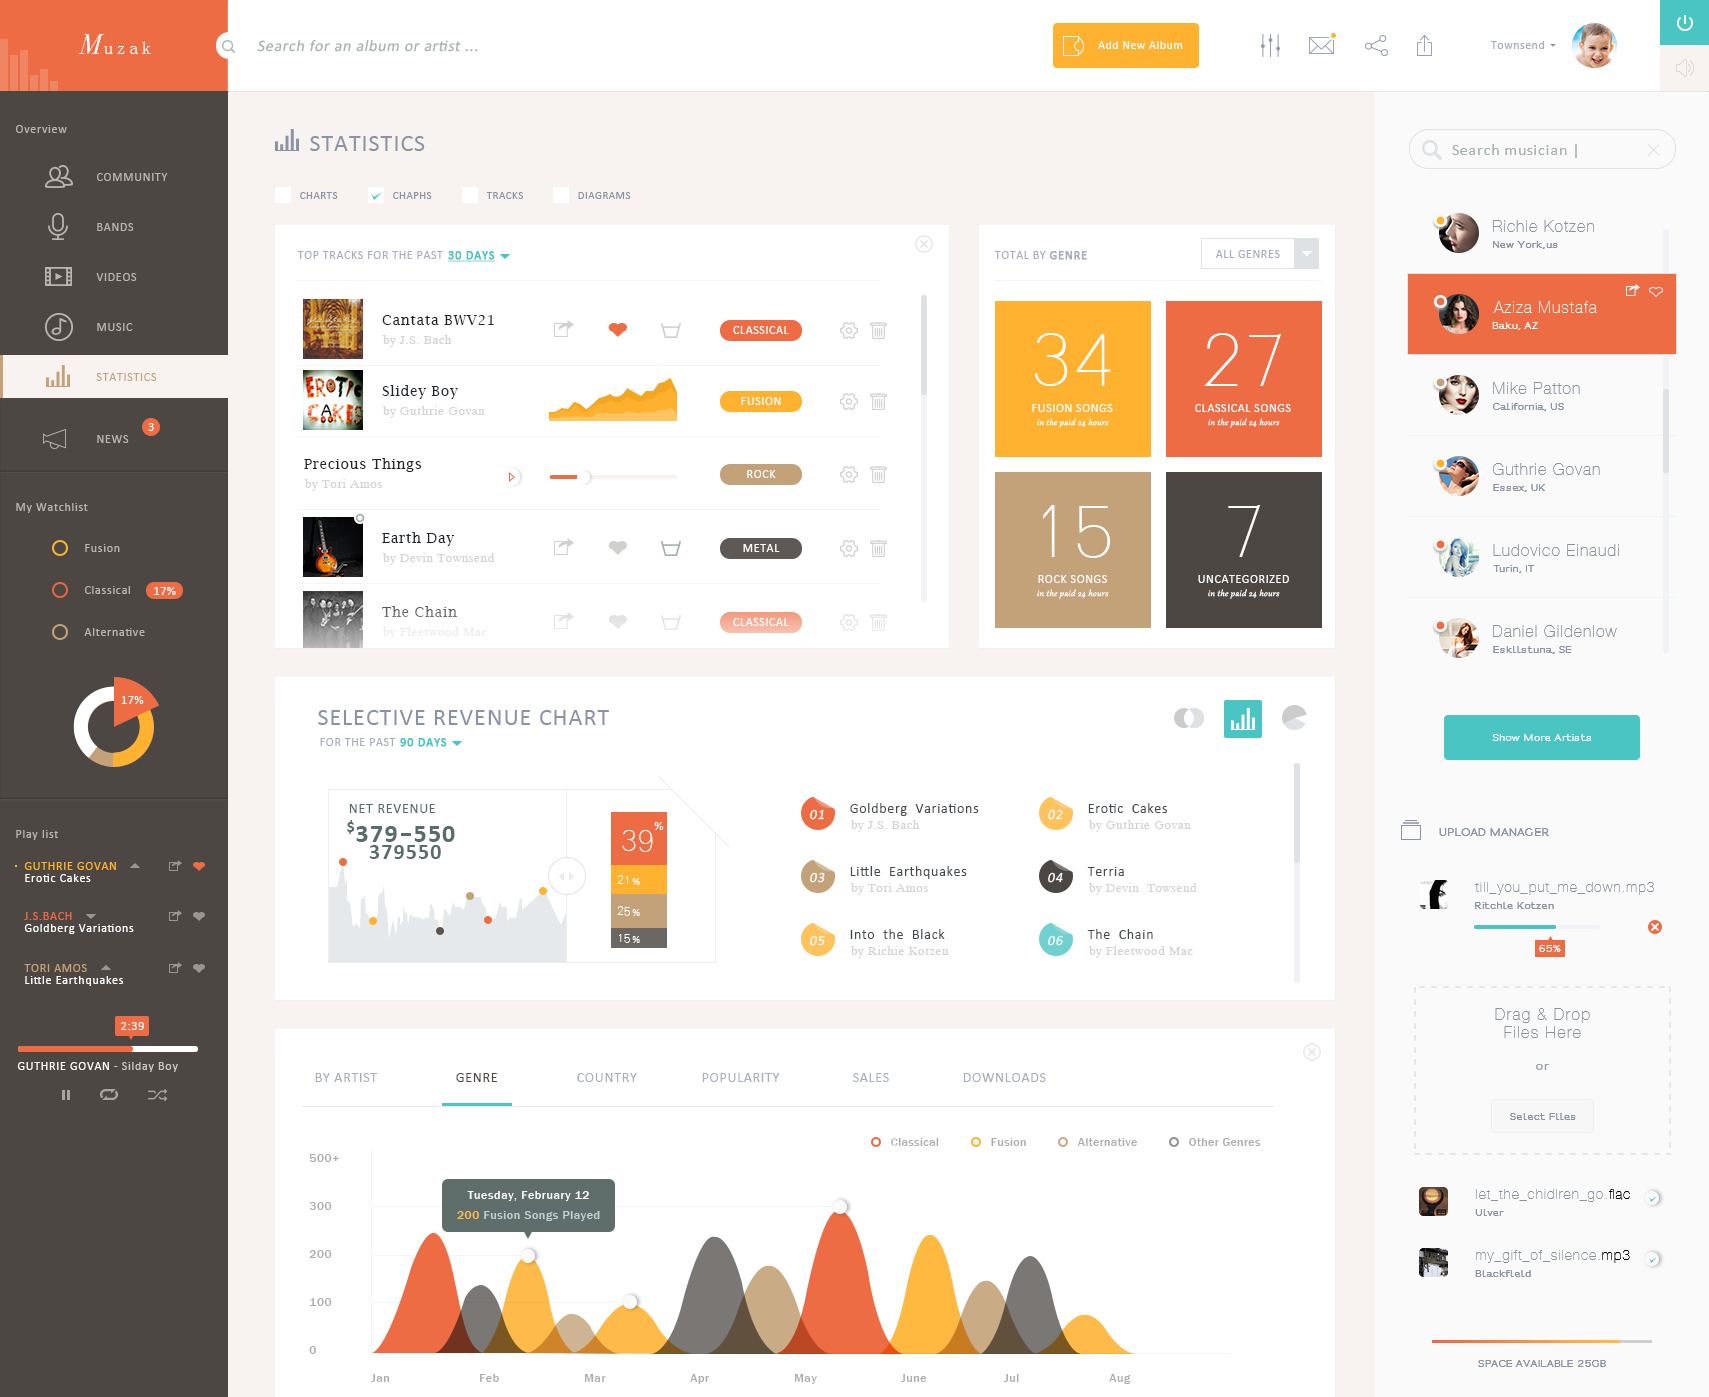 Muzak
Search for an album or artist ...
Add New Album
Townsend
Overview
COMMUNITY
BANDS
VIDEOS
MUSIC
STATISTICS
NEWS
3
My Watchlist
Fusion
Classical
17%
Alternative
17%
Play list
GUTHRIE GOVAN
Erotic Cakes
J.S.BACH
Goldberg Variations
TORI AMOS
Little Earthquakes
2:39
GUTHRIE GOVAN - Silday Boy
STATISTICS
CHARTS
CHAPHS
TRACKS
DIAGRAMS
TOP TRACKS FOR THE PAST 30 DAYS
Cantata BWV21
by J.S. Bach
CLASSICAL
EROTIC
CAKES
Slidey Boy
by Guthrie Govan
FUSION
Precious Things
by Tori Amos
ROCK
Earth Day
by Devin Townsend
METAL
The Chain
by Fleetwood Mac
CLASSICAL
TOTAL BY GENRE
ALL GENRES
34
FUSION SONGS
in the paid 24 hours
27
CLASSICAL SONGS
in the paid 24 hours
15
ROCK SONGS
in the paid 24 hours
7
UNCATEGORIZED
in the paid 24 hours
SELECTIVE REVENUE CHART
FOR THE PAST 90 DAYS
NET REVENUE
$379-550
379550
39%
21%
25%
15%
01
Goldberg Variations
by J.S. Bach
02
Erotic Cakes
by Guthrie Govan
03
Little Earthquakes
by Tori Amos
04
Terria
by Devin Townsend
05
Into the Black
by Richie Kotzen
06
The Chain
by Fleetwood Mac
BY ARTIST
GENRE
COUNTRY
POPULARITY
SALES
DOWNLOADS
Classical
Fusion
Alternative
Other Genres
500+
300
200
100
0
Tuesday, February 12
200 Fusion Songs Played
Jan
Feb
Mar
Apr
May
June
Jul
Aug
Search musician |
Richie Kotzen
New York,us
Aziza Mustafa
Baku, AZ
Mike Patton
California, US
Guthrie Govan
Essex, UK
Ludovico Einaudi
Turin, IT
Daniel Gildenlow
Eskilstuna, SE
Show More Artists
UPLOAD MANAGER
till_you_put_me_down.mp3
Ritchle Kotzen
65%
Drag & Drop
Files Here
or
Select Files
let_the_chidlren_go.flac
Ulver
my_gift_of_silence.mp3
Blackfield
SPACE AVAILABLE 25GB